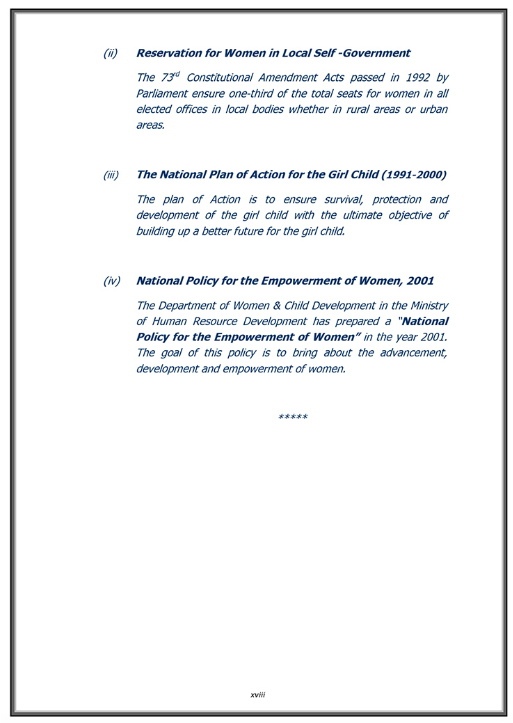 (ii) Reservation for Women in Local Self -Government
The 73rd Constitutional Amendment Acts passed in 1992 by
Parliament ensure one-third of the total seats for women in all
elected offices in local bodies whether in rural areas or urban
areas.
(iii) The National Plan of Action for the Girl Child (1991-2000)
The plan of Action is to ensure survival, protection and
development of the girl child with the ultimate objective of
building up a better future for the girl child.
(iv) National Policy for the Empowerment of Women, 2001
The Department of Women & Child Development in the Ministry
of Human Resource Development has prepared a “National
Policy for the Empowerment of Women” in the year 2001.
The goal of this policy is to bring about the advancement,
development and empowerment of women.
*****
xviii